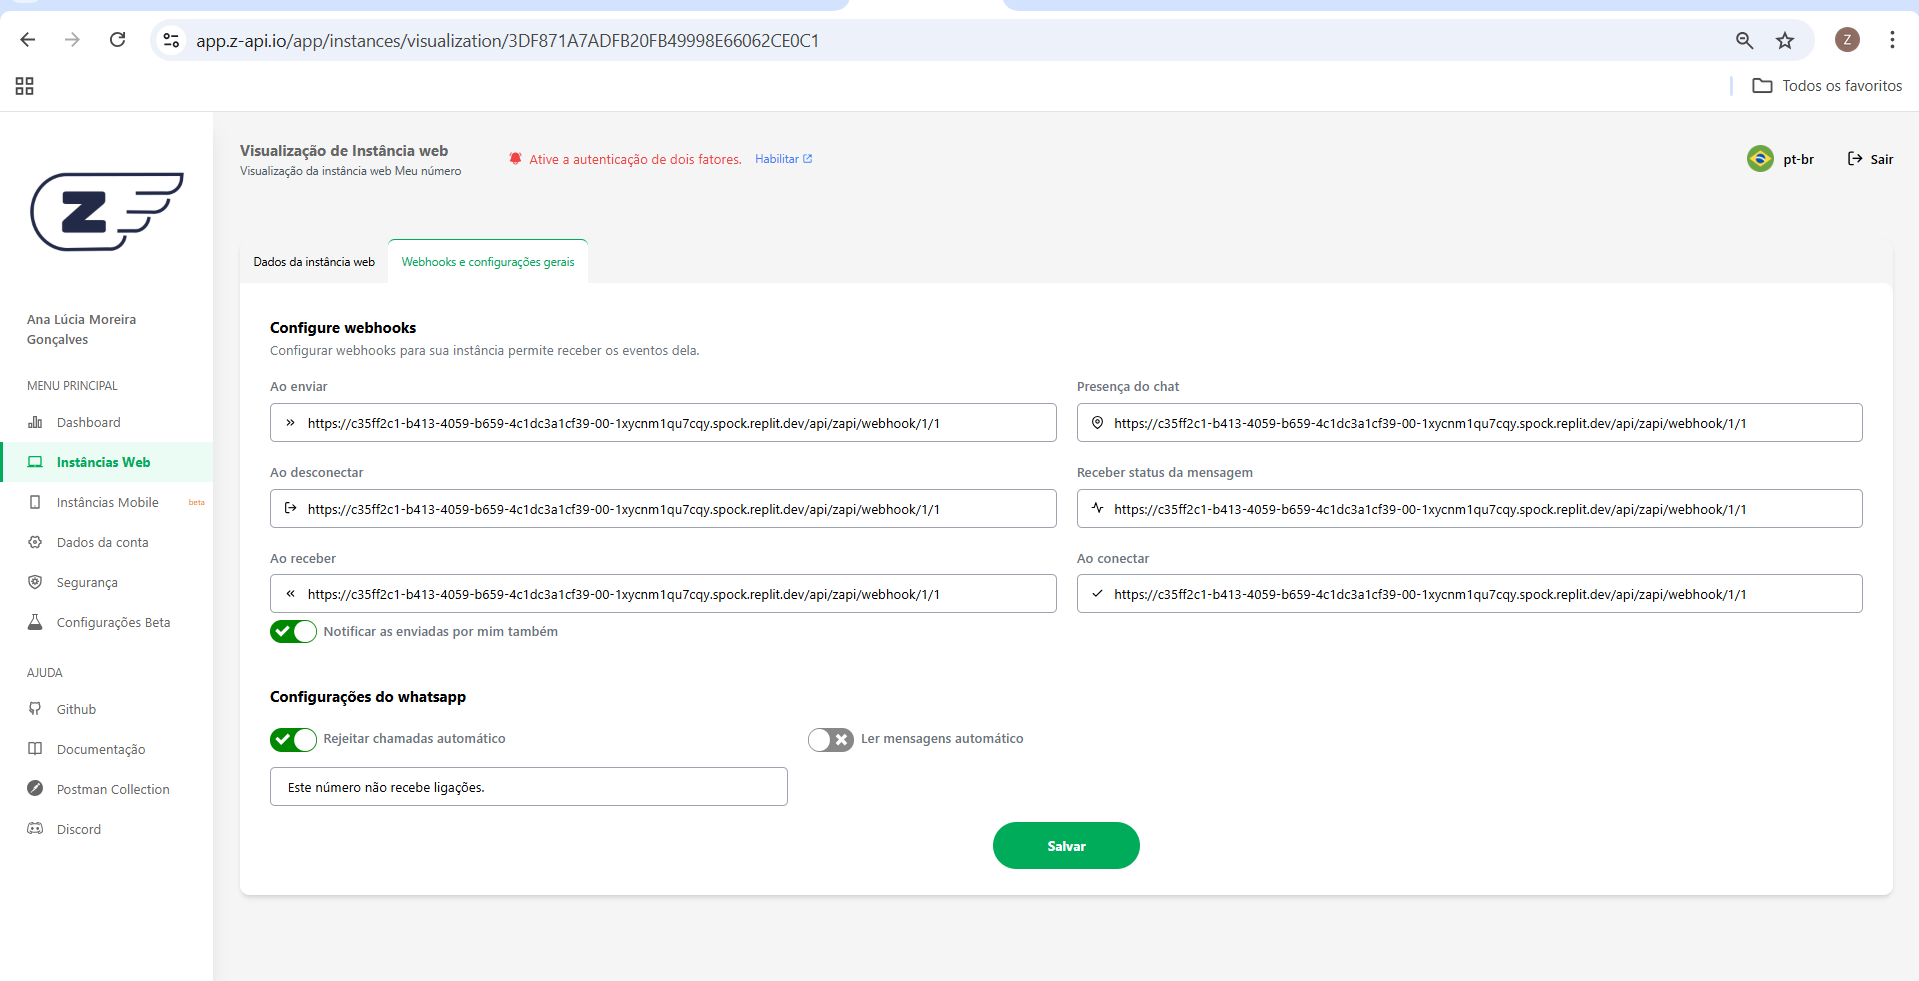 app.z-api.io/app/instances/visualization/3DF871A7ADFB20FB49998E66062CE0C1
Z
Todos os favoritos
Z
Ana Lúcia Moreira
Gonçalves
MENU PRINCIPAL
Dashboard
Instâncias Web
Instâncias Mobile
beta
Dados da conta
Segurança
Configurações Beta
AJUDA
Github
Documentação
Postman Collection
Discord
Visualização de Instância web
Visualização da instância web Meu número
Ative a autenticação de dois fatores.
Habilitar
pt-br
Sair
Dados da instância web
Webhooks e configurações gerais
Configure webhooks
Configurar webhooks para sua instância permite receber os eventos dela.
Ao enviar
https://c35ff2c1-b413-4059-b659-4c1dc3a1cf39-00-1xycnm1qu7cqy.spock.replit.dev/api/zapi/webhook/1/1
Presença do chat
https://c35ff2c1-b413-4059-b659-4c1dc3a1cf39-00-1xycnm1qu7cqy.spock.replit.dev/api/zapi/webhook/1/1
Ao desconectar
https://c35ff2c1-b413-4059-b659-4c1dc3a1cf39-00-1xycnm1qu7cqy.spock.replit.dev/api/zapi/webhook/1/1
Receber status da mensagem
https://c35ff2c1-b413-4059-b659-4c1dc3a1cf39-00-1xycnm1qu7cqy.spock.replit.dev/api/zapi/webhook/1/1
Ao receber
https://c35ff2c1-b413-4059-b659-4c1dc3a1cf39-00-1xycnm1qu7cqy.spock.replit.dev/api/zapi/webhook/1/1
Ao conectar
https://c35ff2c1-b413-4059-b659-4c1dc3a1cf39-00-1xycnm1qu7cqy.spock.replit.dev/api/zapi/webhook/1/1
Notificar as enviadas por mim também
Configurações do whatsapp
Rejeitar chamadas automático
Ler mensagens automático
Este número não recebe ligações.
Salvar